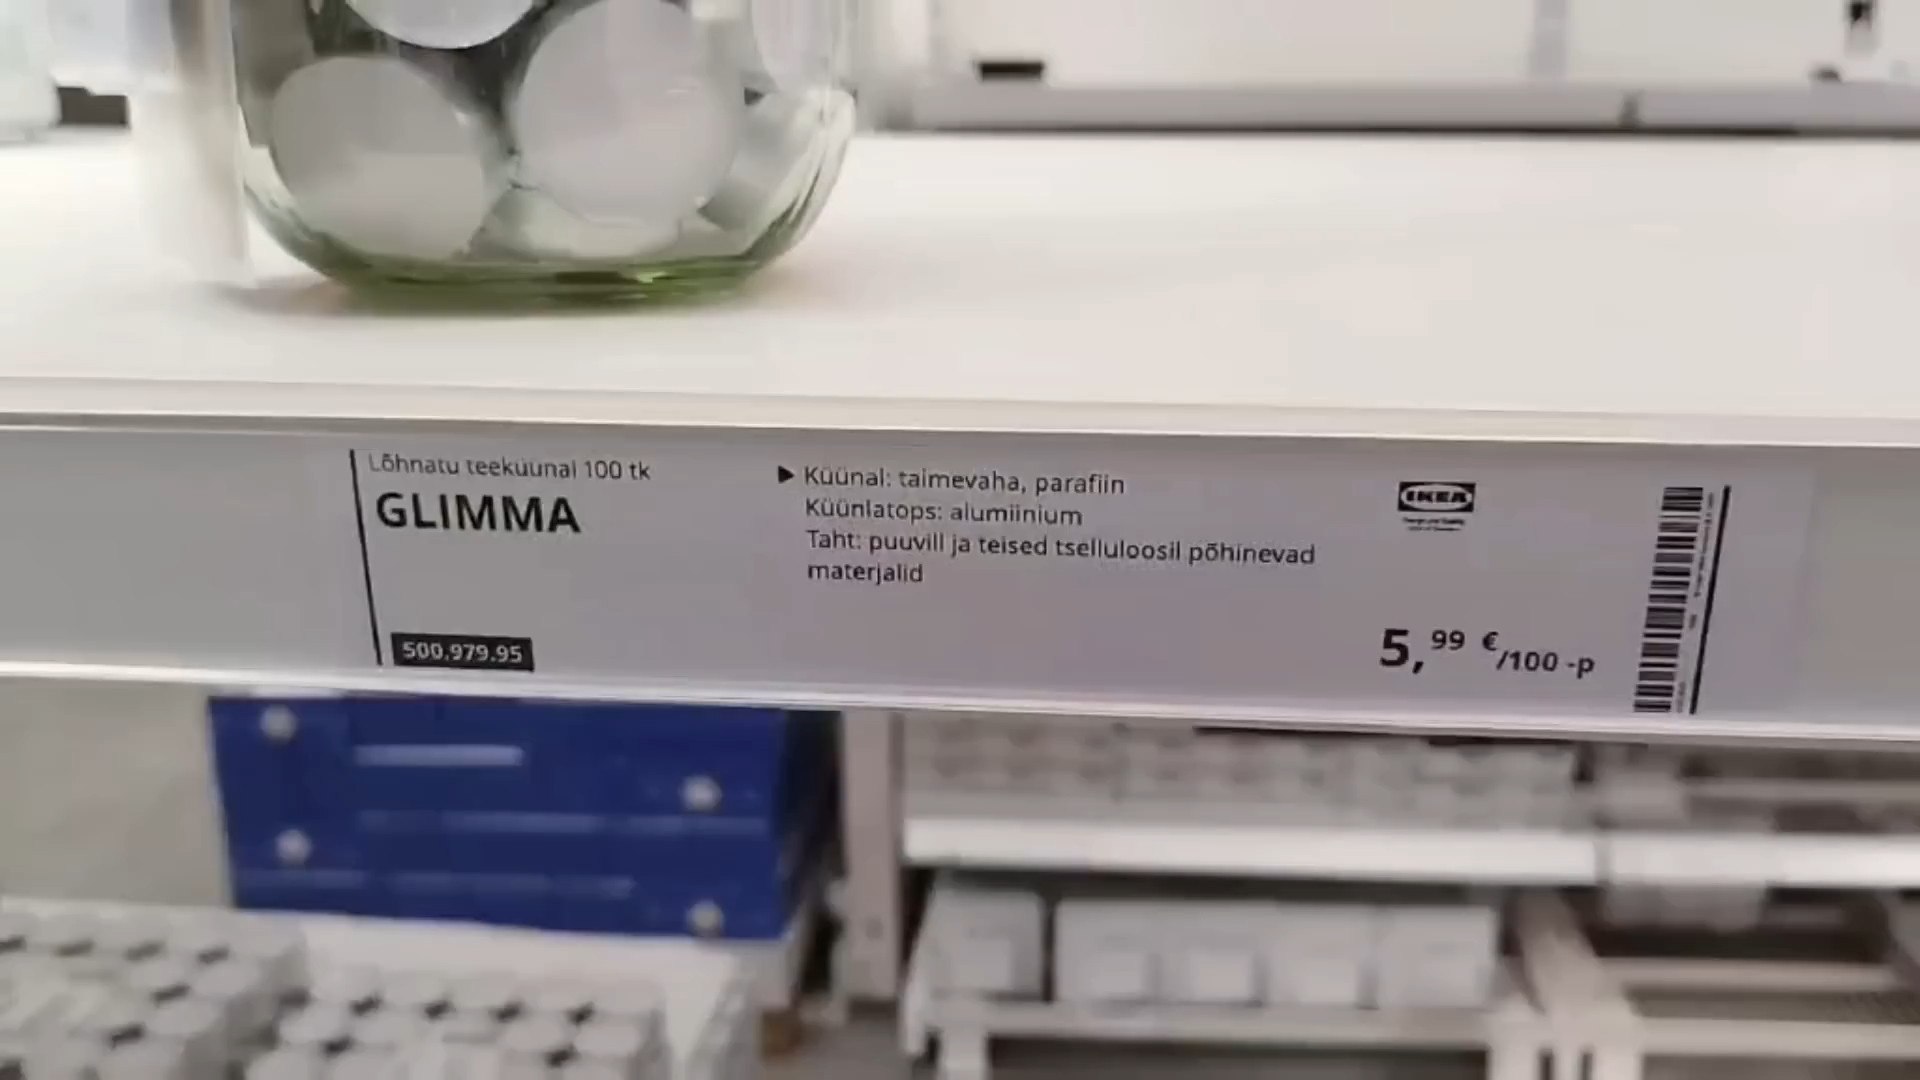 Lõhnatu teeküünal 100 tk
GLIMMA
500.979.95
▶ Küünal: taimevaha, parafiin
Küünlatops: alumiinium
Taht: puuvill ja teised tselluloosil põhinevad
materjalid
IKEA
5,99 €/100 -p